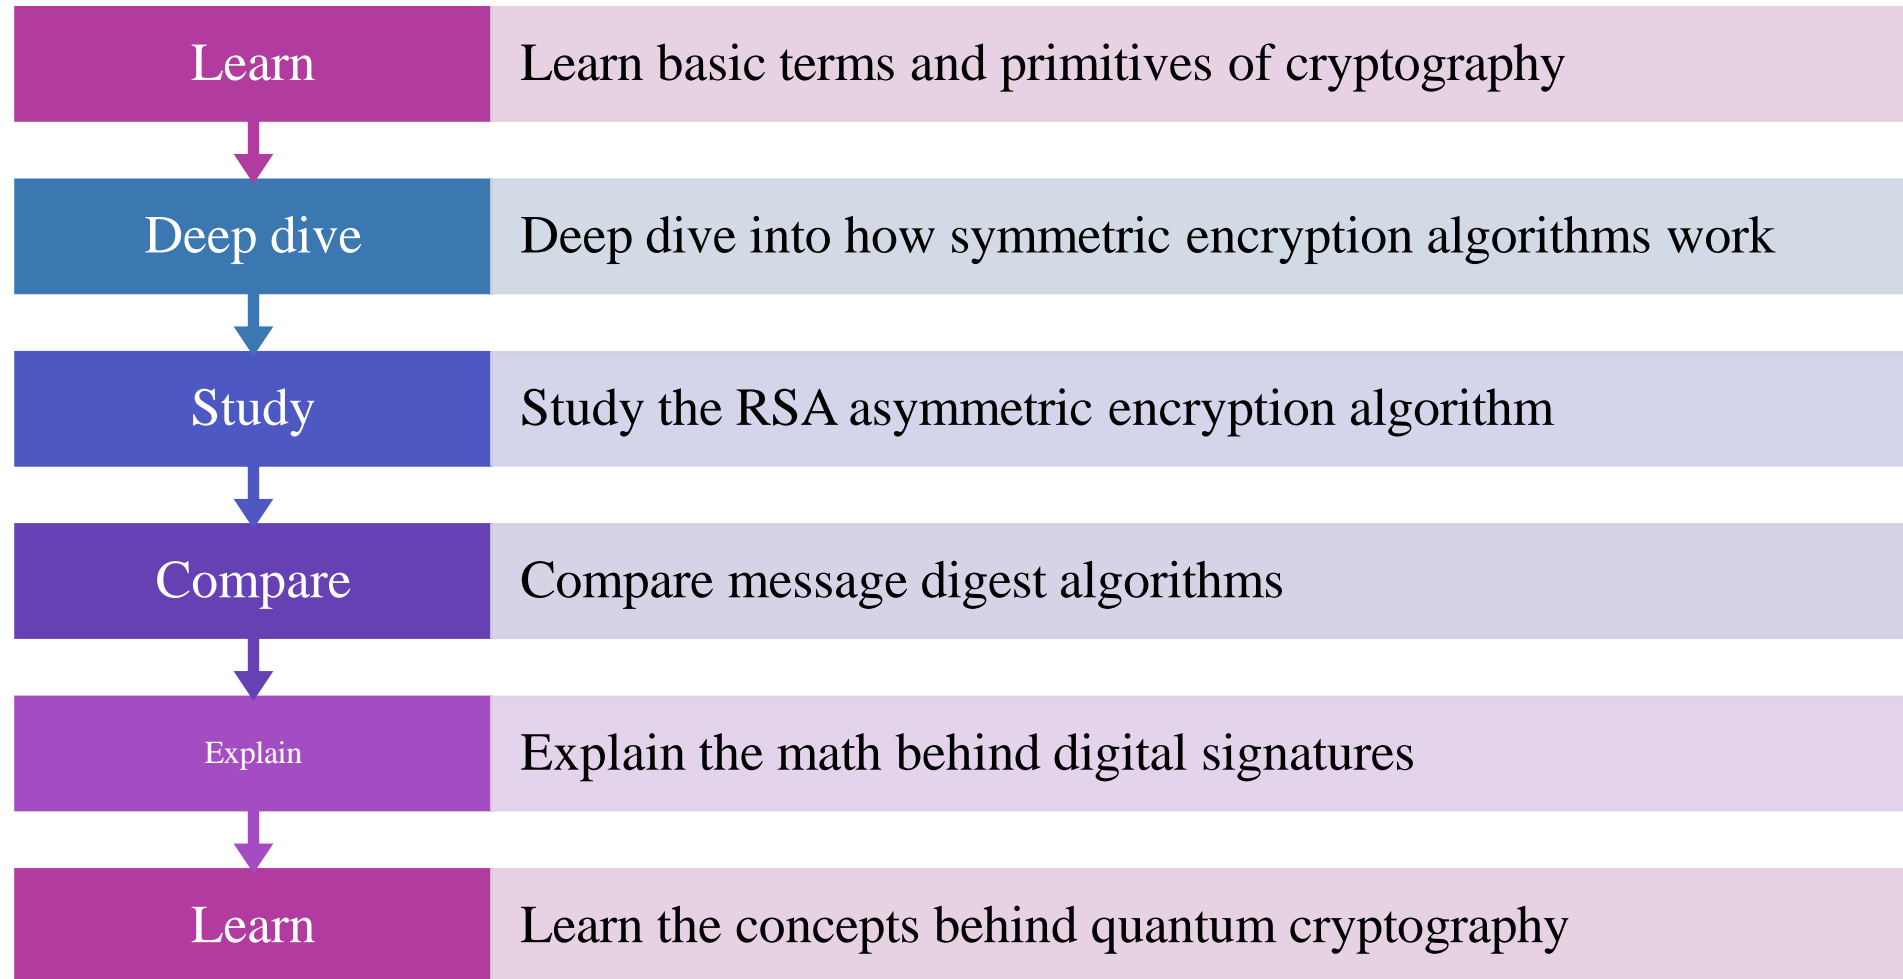 Learn
Learn basic terms and primitives of cryptography
Deep dive
Deep dive into how symmetric encryption algorithms work
Study
Study the RSA asymmetric encryption algorithm
Compare
Compare message digest algorithms
Explain
Explain the math behind digital signatures
Learn
Learn the concepts behind quantum cryptography